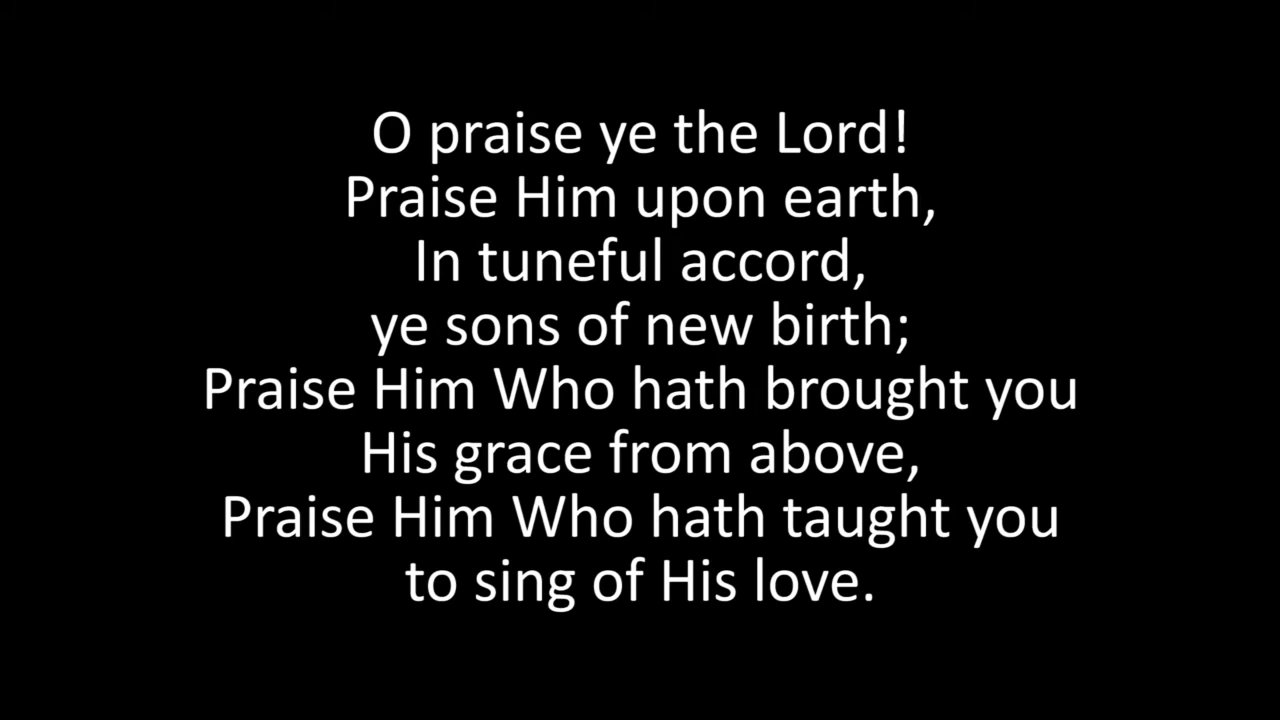 O praise ye the Lord!
Praise Him upon earth,
In tuneful accord,
ye sons of new birth;
Praise Him Who hath brought you
His grace from above,
Praise Him Who hath taught you
to sing of His love.